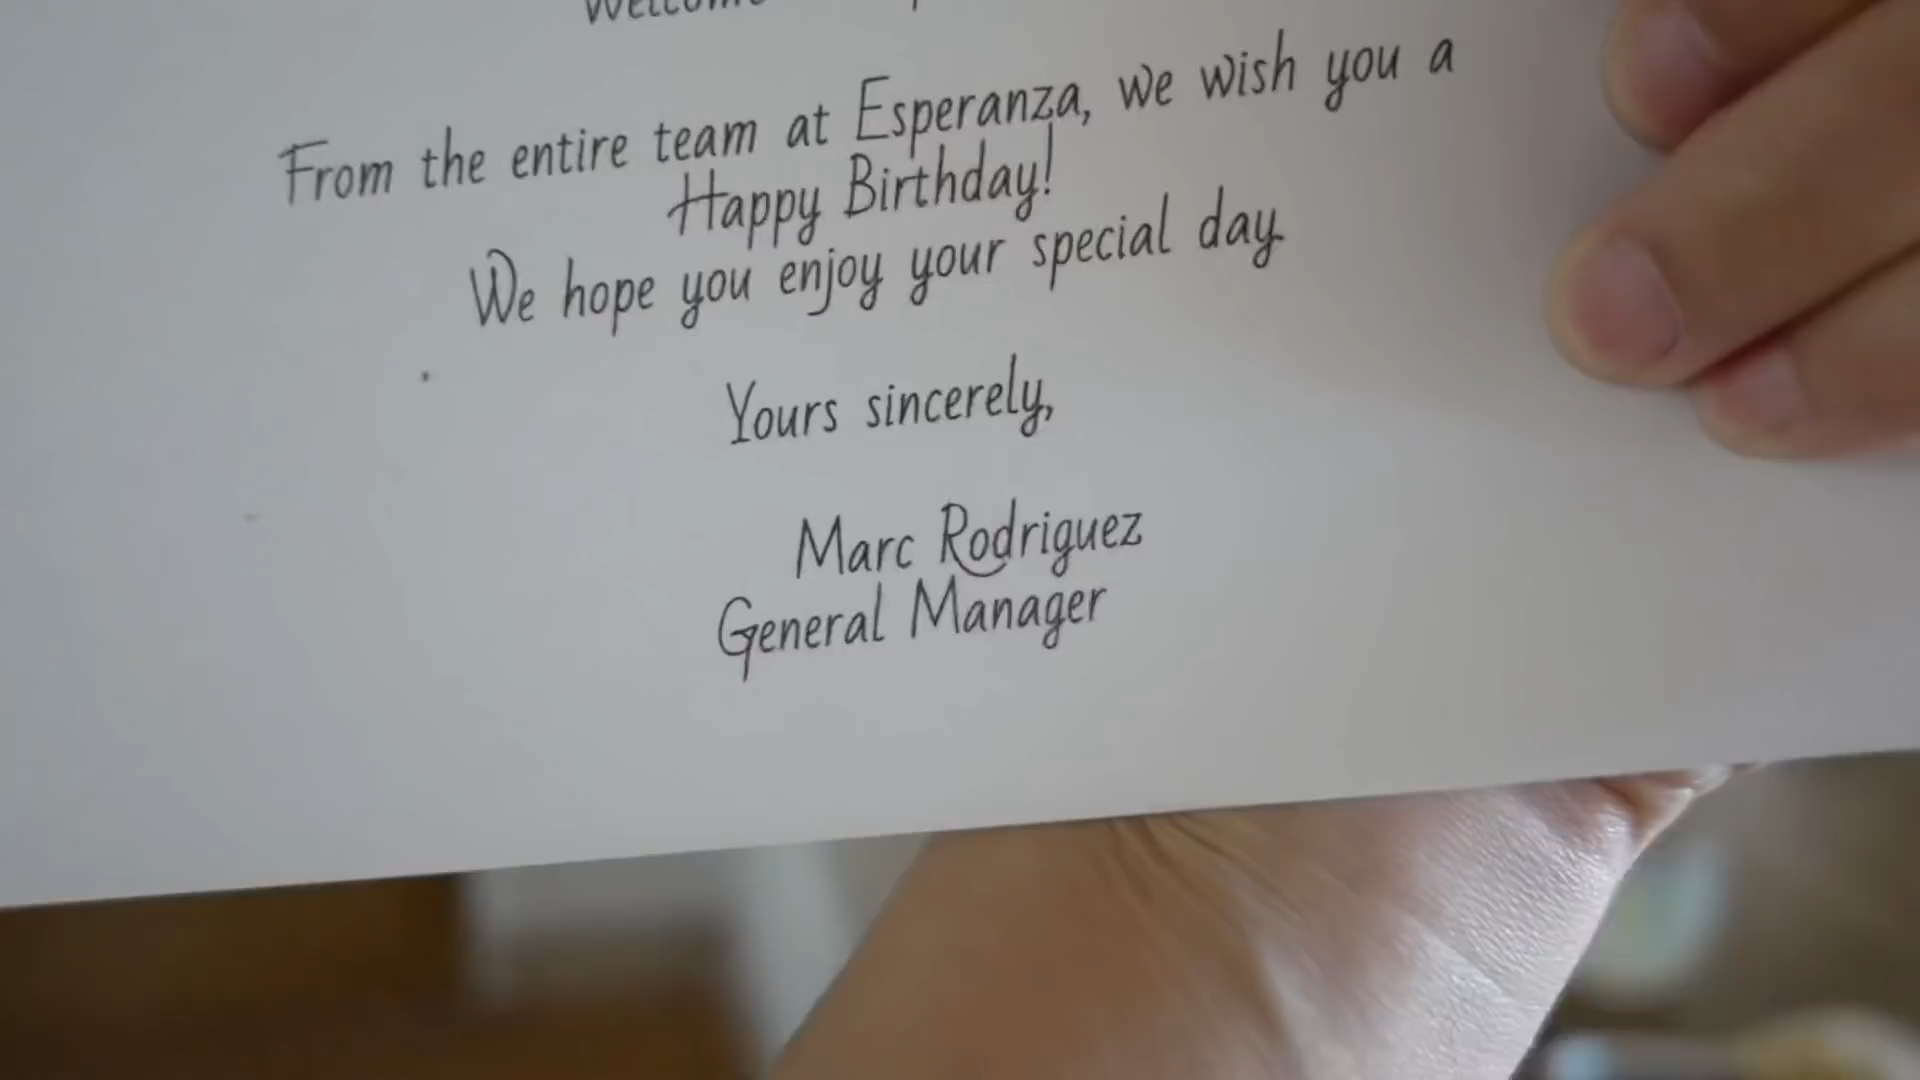 Welcome
From the entire team at Esperanza, we wish you a
Happy Birthday!
We hope you enjoy your special day.
Yours sincerely,
Marc Rodriguez
General Manager